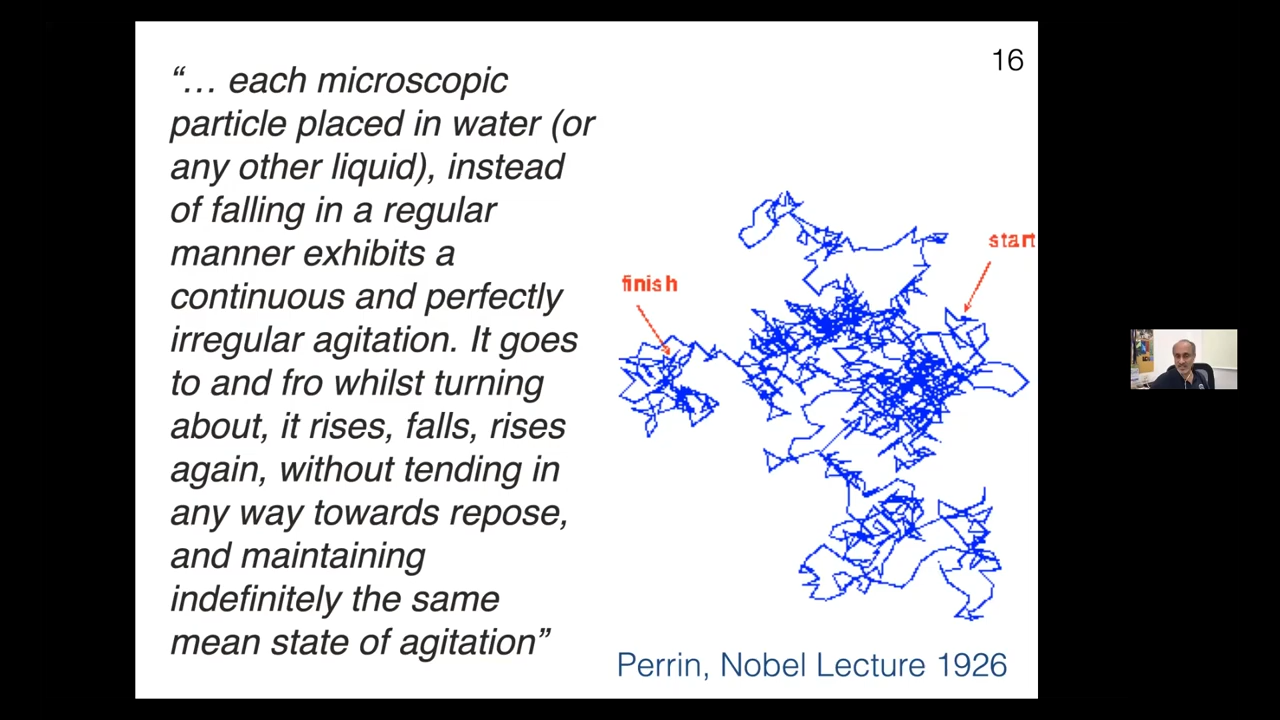 16
“… each microscopic
particle placed in water (or
any other liquid), instead
of falling in a regular
manner exhibits a
continuous and perfectly
irregular agitation. It goes
to and fro whilst turning
about, it rises, falls, rises
again, without tending in
any way towards repose,
and maintaining
indefinitely the same
mean state of agitation”
start
finish
Perrin, Nobel Lecture 1926